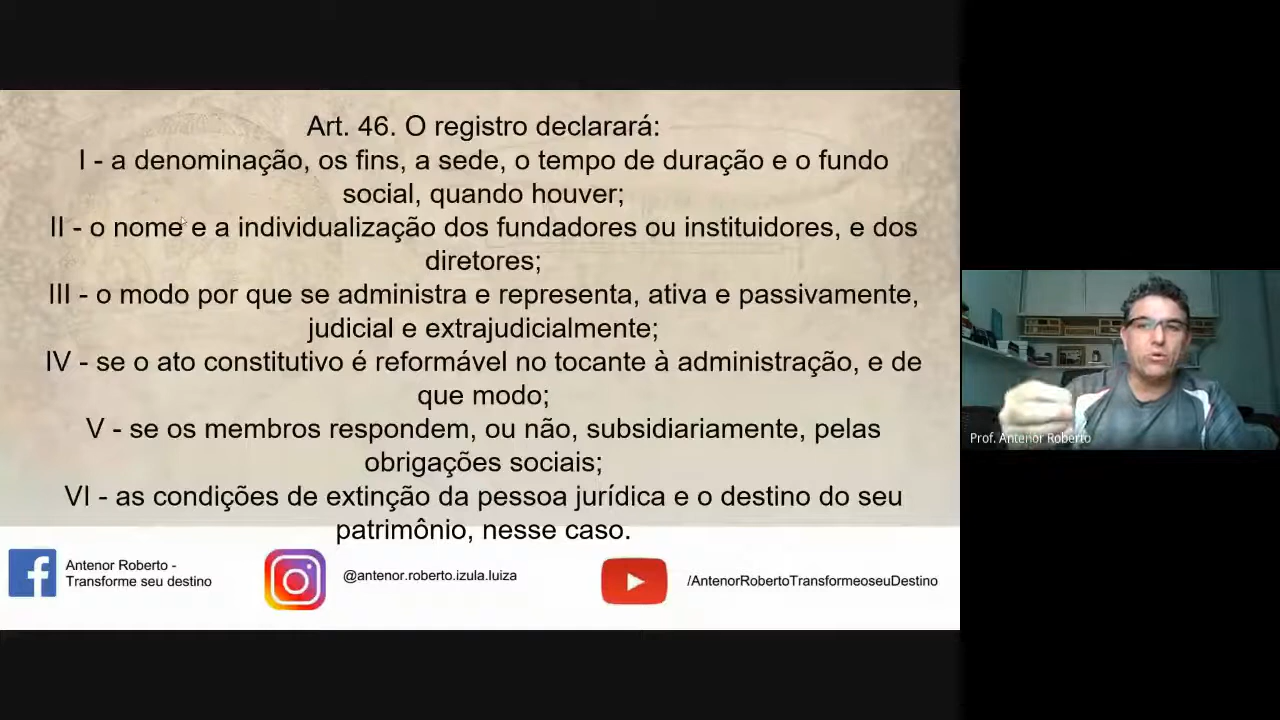 Art. 46. O registro declarará:
I - a denominação, os fins, a sede, o tempo de duração e o fundo
social, quando houver;
II - o nome e a individualização dos fundadores ou instituidores, e dos
diretores;
III - o modo por que se administra e representa, ativa e passivamente,
judicial e extrajudicialmente;
IV - se o ato constitutivo é reformável no tocante à administração, e de
que modo;
V - se os membros respondem, ou não, subsidiariamente, pelas
obrigações sociais;
VI - as condições de extinção da pessoa jurídica e o destino do seu
patrimônio, nesse caso.
Antenor Roberto -
Transforme seu destino
@antenor.roberto.izula.luiza
/AntenorRobertoTransformeoseuDestino
Prof. Antenor Roberto